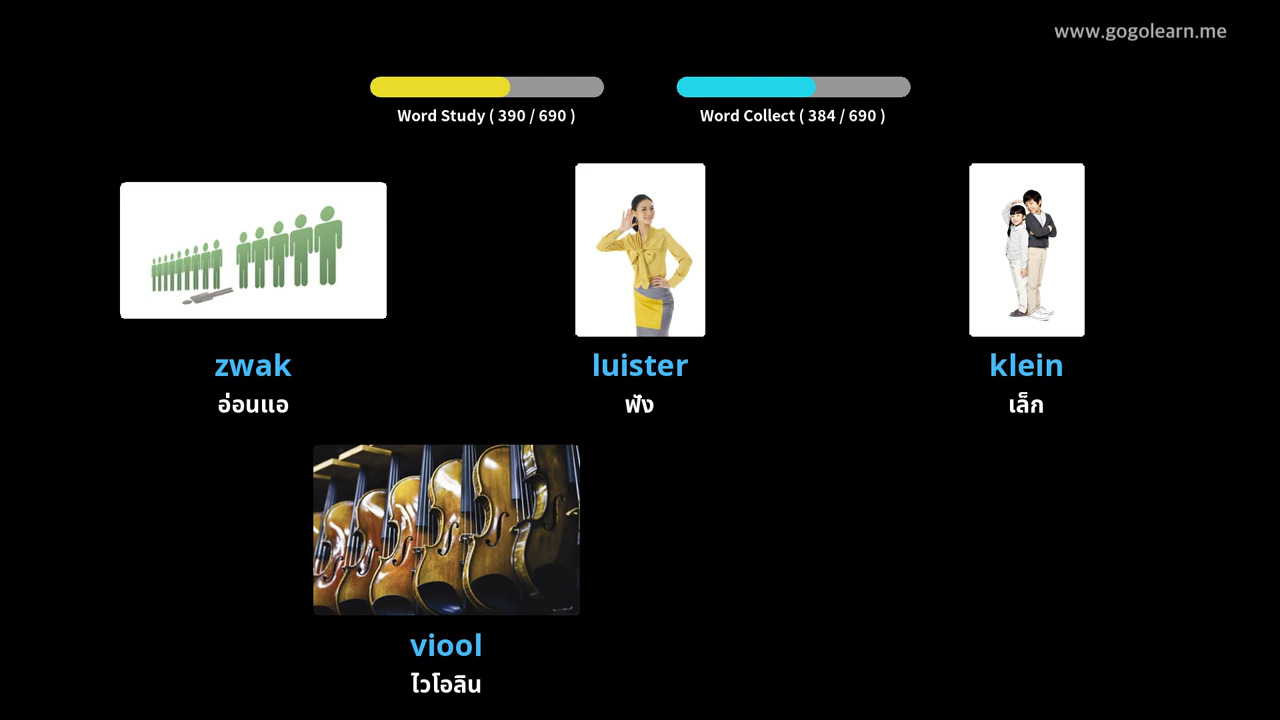 www.gogolearn.me
Word Study ( 390 / 690 )
Word Collect ( 384 / 690 )
zwak
อ่อนแอ
luister
ฟัง
klein
เล็ก
viool
ไวโอลิน